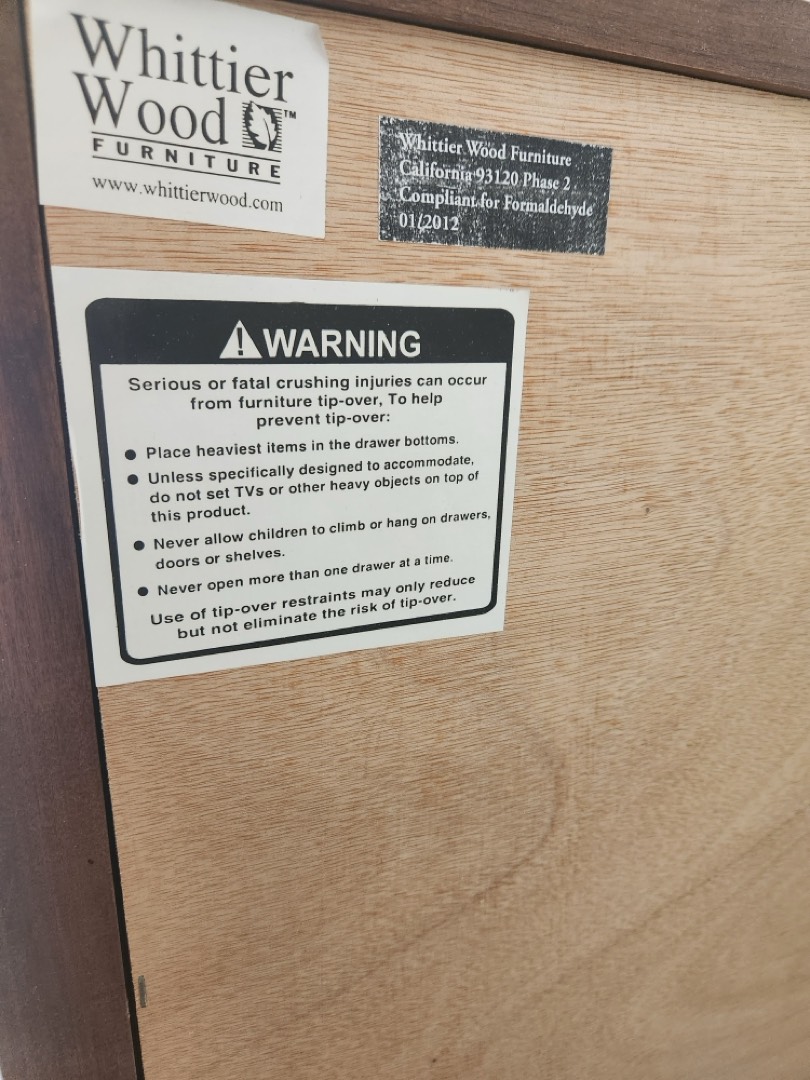 Whittier
Wood™
FURNITURE
www.whittierwood.com
Whittier Wood Furniture
California 93120 Phase 2
Compliant for Formaldehyde
01/2012
WARNING
Serious or fatal crushing injuries can occur
from furniture tip-over, To help
prevent tip-over:
● Place heaviest items in the drawer bottoms.
● Unless specifically designed to accommodate,
do not set TVs or other heavy objects on top of
this product.
● Never allow children to climb or hang on drawers,
doors or shelves.
● Never open more than one drawer at a time.
Use of tip-over restraints may only reduce
but not eliminate the risk of tip-over.